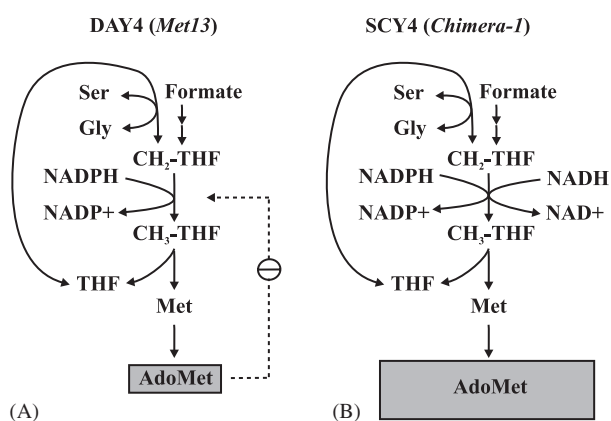 DAY4 (Met13)
Ser
Formate
Gly
CH₂-THF
NADPH
NADP+
CH₃-THF
THF
Met
AdoMet
(A)
SCY4 (Chimera-1)
Ser
Formate
Gly
CH₂-THF
NADPH
NADH
NADP+
NAD+
CH₃-THF
THF
Met
AdoMet
(B)